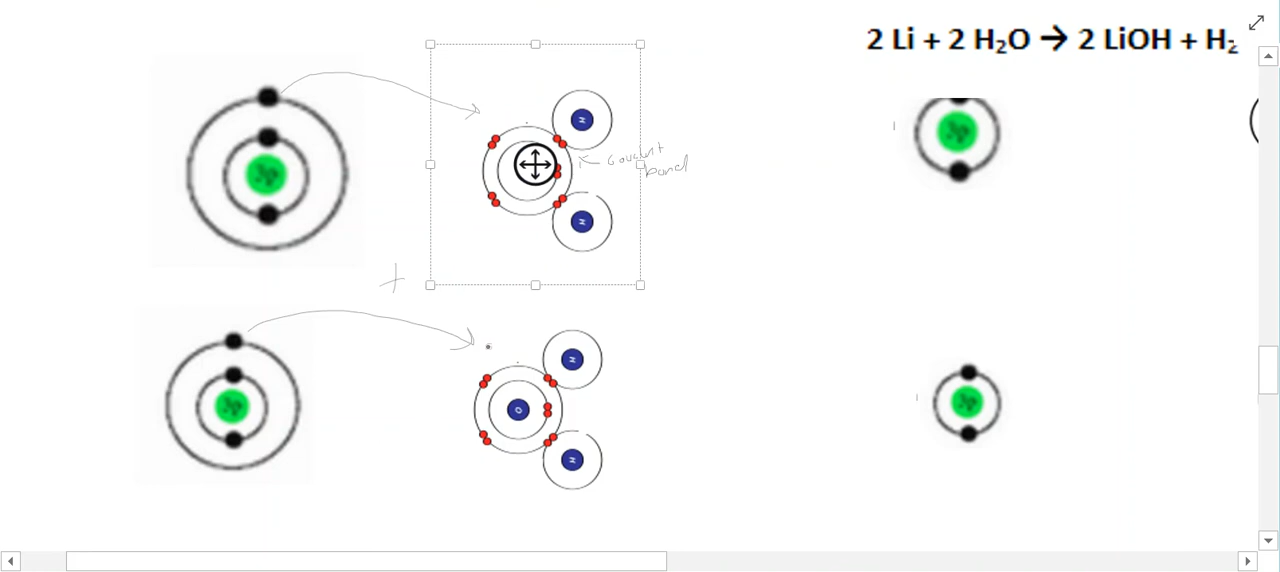 2 Li + 2 H₂O → 2 LiOH + H₂
H
← covalent
bond
H
+
H
O
H